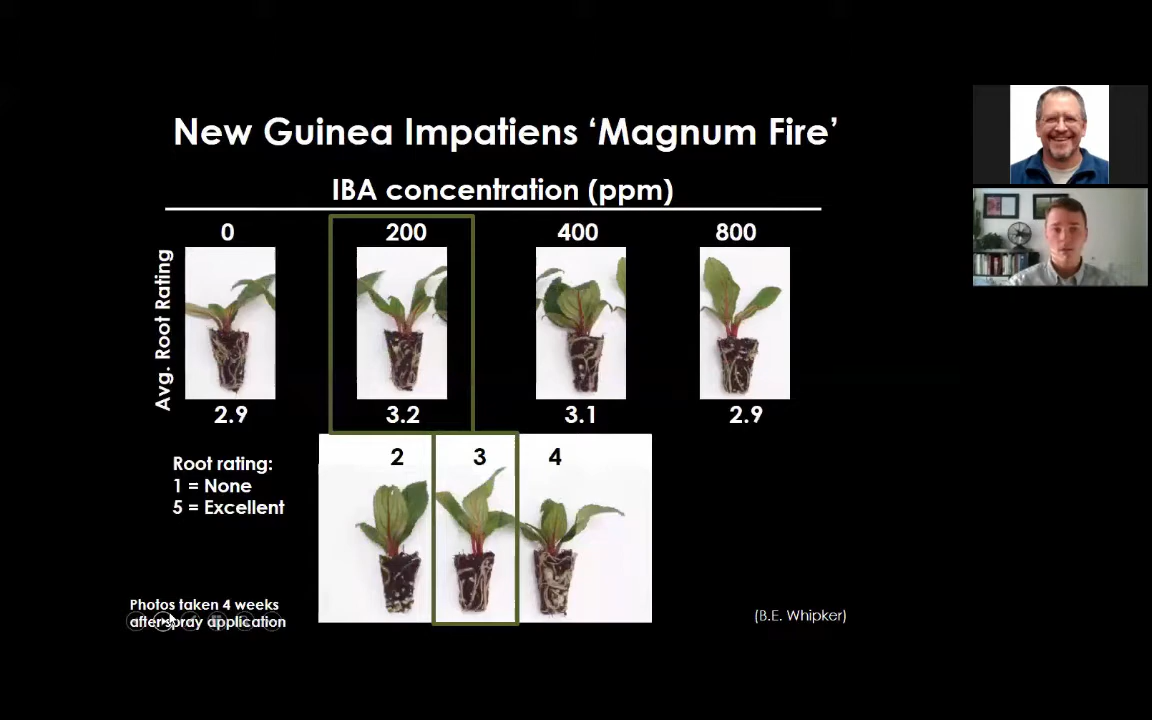 New Guinea Impatiens ‘Magnum Fire’
IBA concentration (ppm)
0 200 400 800
Avg. Root Rating
2.9 3.2 3.1 2.9
2 3 4
Root rating:
1 = None
5 = Excellent
Photos taken 4 weeks
after spray application
(B.E. Whipker)